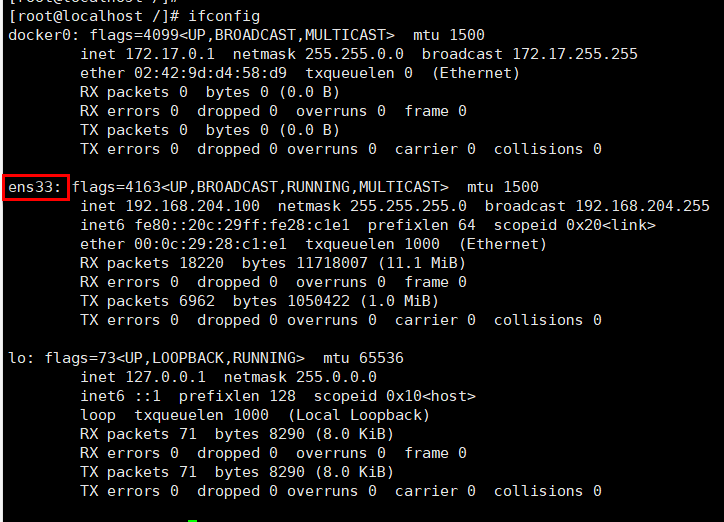 [root@localhost /]#
[root@localhost /]# ifconfig
docker0: flags=4099<UP,BROADCAST,MULTICAST>  mtu 1500
        inet 172.17.0.1  netmask 255.255.0.0  broadcast 172.17.255.255
        ether 02:42:9d:d4:58:d9  txqueuelen 0  (Ethernet)
        RX packets 0  bytes 0 (0.0 B)
        RX errors 0  dropped 0  overruns 0  frame 0
        TX packets 0  bytes 0 (0.0 B)
        TX errors 0  dropped 0 overruns 0  carrier 0  collisions 0

ens33: flags=4163<UP,BROADCAST,RUNNING,MULTICAST>  mtu 1500
        inet 192.168.204.100  netmask 255.255.255.0  broadcast 192.168.204.255
        inet6 fe80::20c:29ff:fe28:c1e1  prefixlen 64  scopeid 0x20<link>
        ether 00:0c:29:28:c1:e1  txqueuelen 1000  (Ethernet)
        RX packets 18220  bytes 11718007 (11.1 MiB)
        RX errors 0  dropped 0  overruns 0  frame 0
        TX packets 6962  bytes 1050422 (1.0 MiB)
        TX errors 0  dropped 0 overruns 0  carrier 0  collisions 0

lo: flags=73<UP,LOOPBACK,RUNNING>  mtu 65536
        inet 127.0.0.1  netmask 255.0.0.0
        inet6 ::1  prefixlen 128  scopeid 0x10<host>
        loop  txqueuelen 1000  (Local Loopback)
        RX packets 71  bytes 8290 (8.0 KiB)
        RX errors 0  dropped 0  overruns 0  frame 0
        TX packets 71  bytes 8290 (8.0 KiB)
        TX errors 0  dropped 0 overruns 0  carrier 0  collisions 0